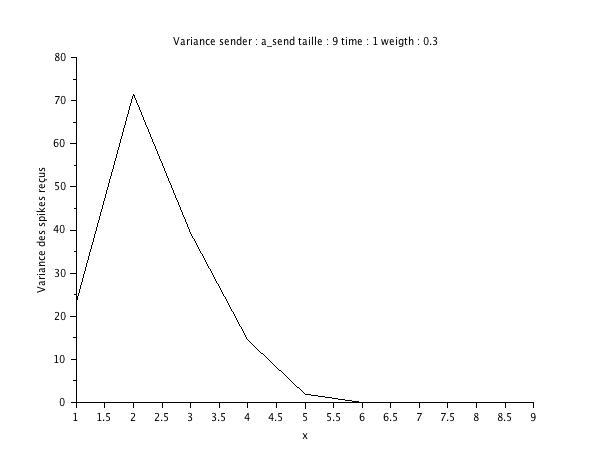 Variance sender : a_send taille : 9 time : 1 weigth : 0.3
80
70
60
50
40
30
20
10
0
Variance des spikes reçus
1 1.5 2 2.5 3 3.5 4 4.5 5 5.5 6 6.5 7 7.5 8 8.5 9
x